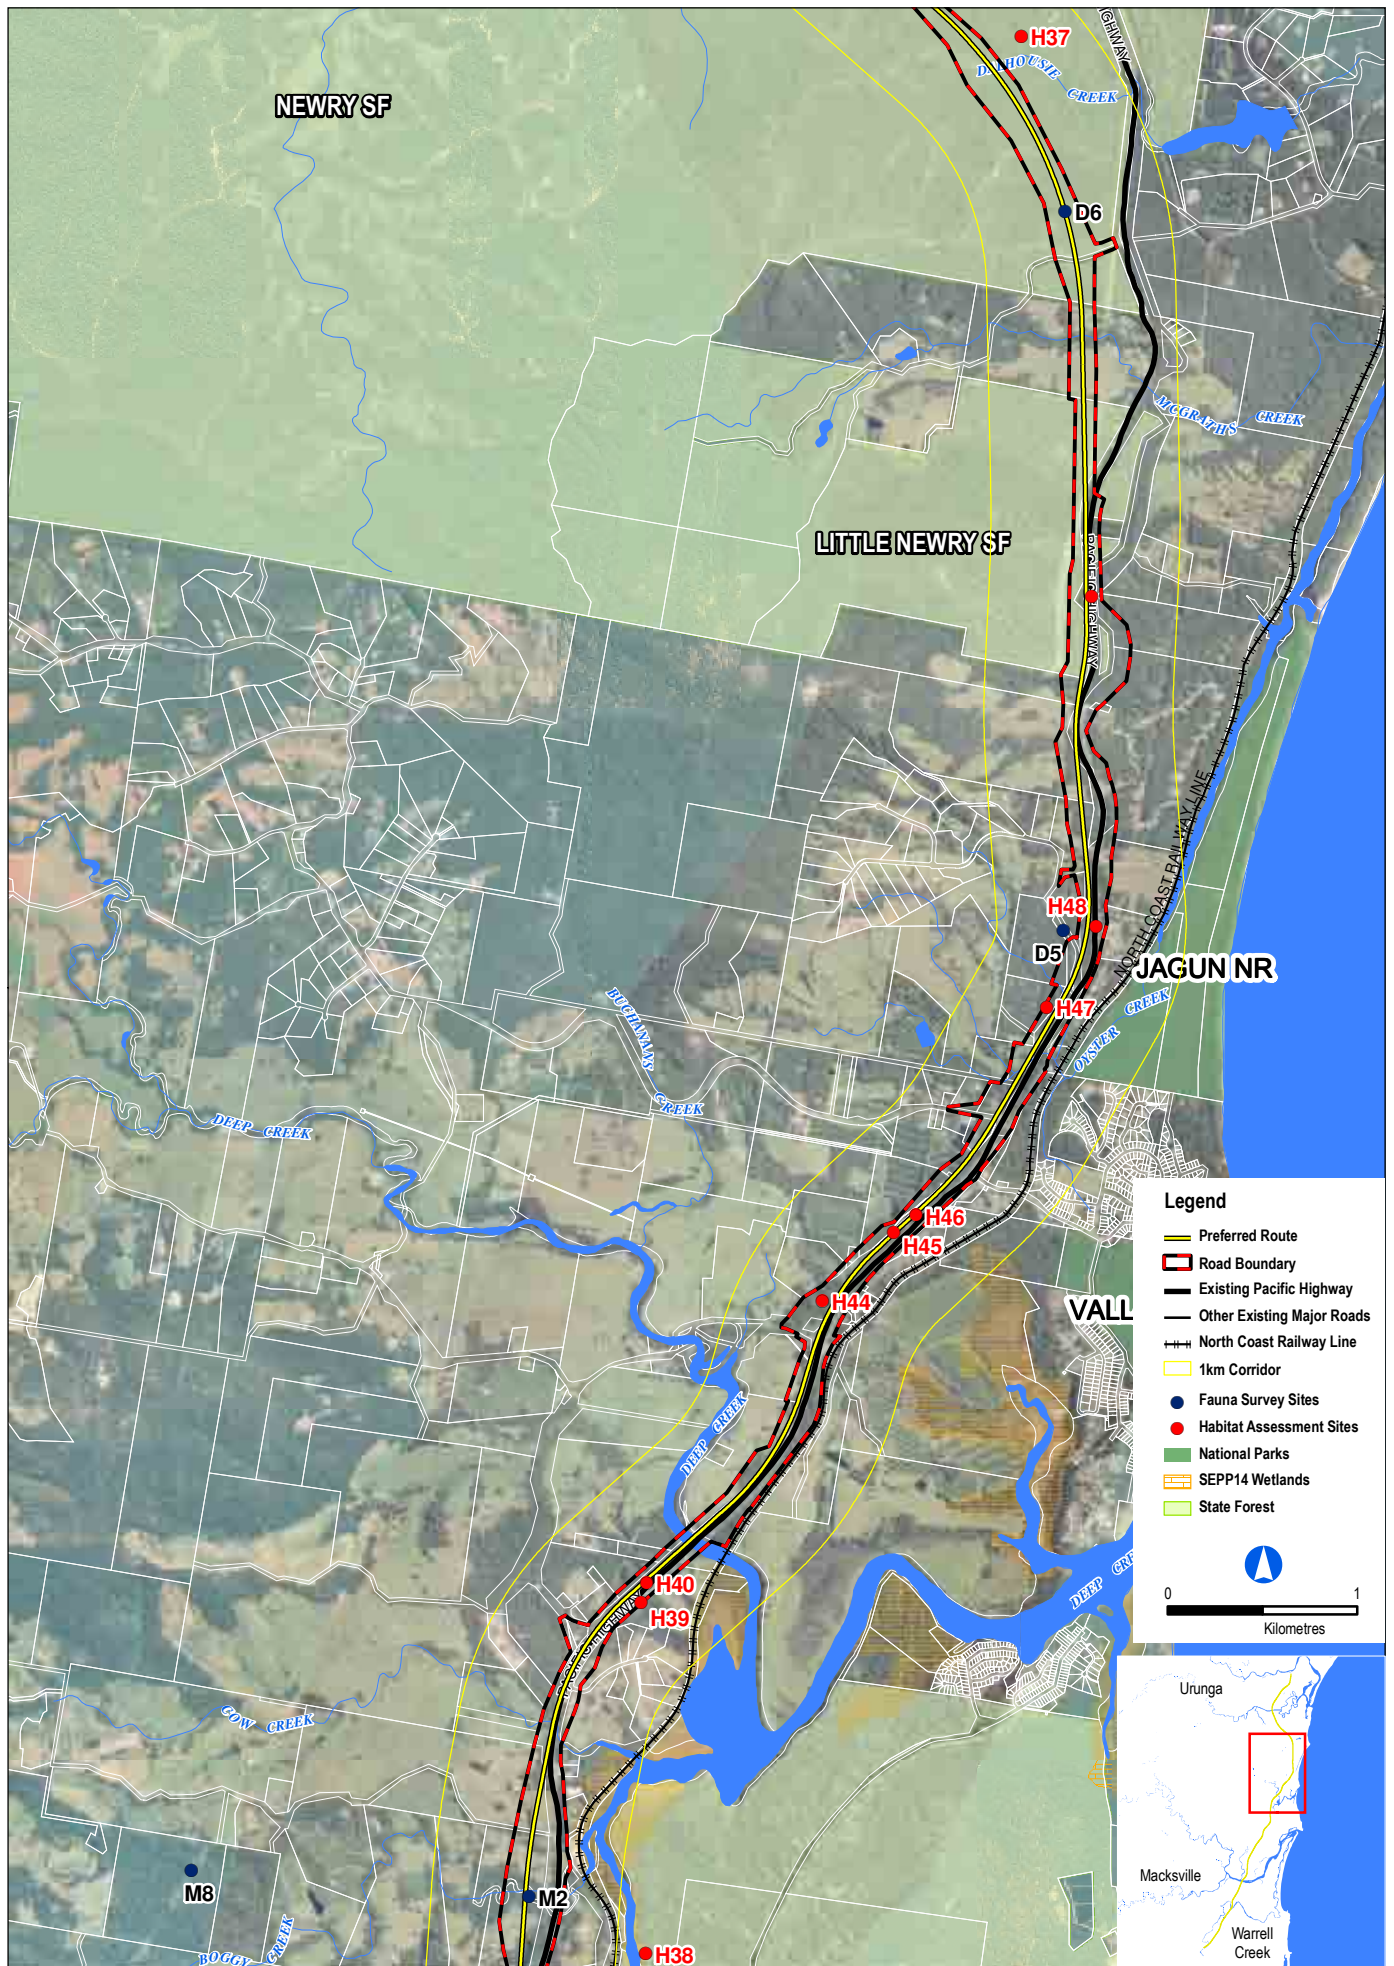 HIGHWAY
H37
DALHOUSIE
CREEK
NEWRY SF
D6
MCGRATHS CREEK
LITTLE NEWRY SF
PACIFIC HIGHWAY
NORTH COAST RAILWAY LINE
H48
D5
JAGUN NR
H47
OYSTER CREEK
BUCHANANS
CREEK
DEEP CREEK
H46
H45
H44
VALL
DEEP CREEK
H40
H39
PACIFIC HIGHWAY
DEEP CRE
COW CREEK
M8
M2
BOGGY CREEK
H38
Legend
Preferred Route
Road Boundary
Existing Pacific Highway
Other Existing Major Roads
North Coast Railway Line
1km Corridor
Fauna Survey Sites
Habitat Assessment Sites
National Parks
SEPP14 Wetlands
State Forest
0 1
Kilometres
Urunga
Macksville
Warrell
Creek